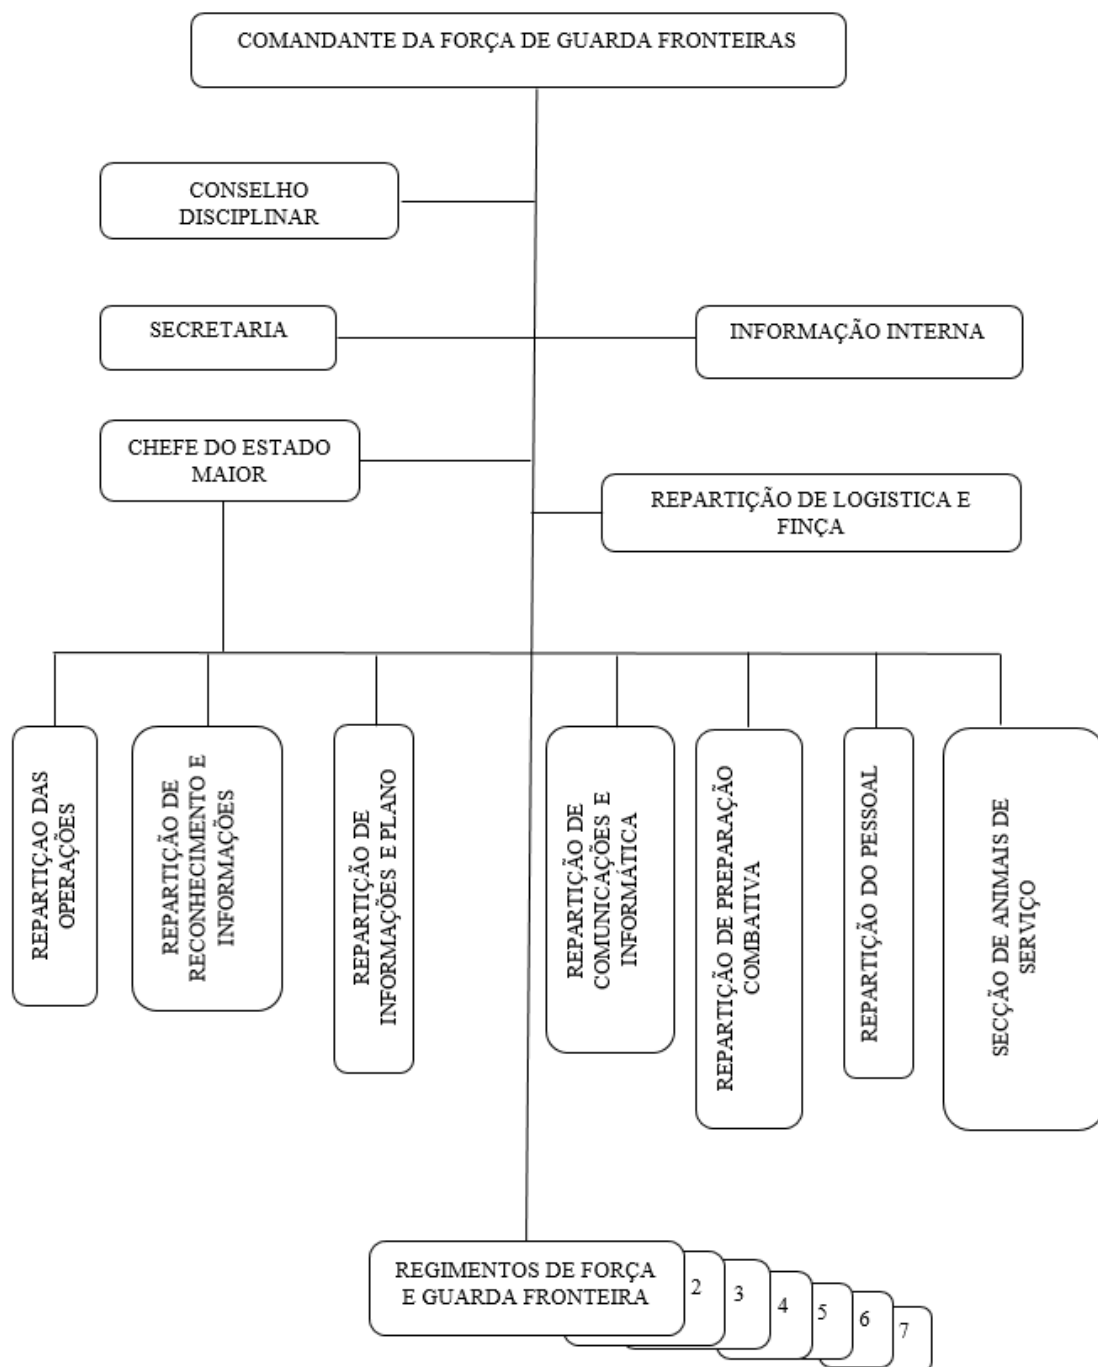 COMANDANTE DA FORÇA DE GUARDA FRONTEIRAS
CONSELHO
DISCIPLINAR
SECRETARIA
INFORMAÇÃO INTERNA
CHEFE DO ESTADO
MAIOR
REPARTIÇÃO DE LOGISTICA E
FINÇA
REPARTIÇAO DAS
OPERAÇÕES
REPARTIÇÃO DE
RECONHECIMENTO E
INFORMAÇÕES
REPARTIÇÃO DE
INFORMAÇÕES E PLANO
REPARTIÇÃO DE
COMUNICAÇÕES E
INFORMÁTICA
REPARTIÇÃO DE PREPARAÇÃO
COMBATIVA
REPARTIÇÃO DO PESSOAL
SECÇÃO DE ANIMAIS DE
SERVIÇO
REGIMENTOS DE FORÇA
E GUARDA FRONTEIRA
2
3
4
5
6
7